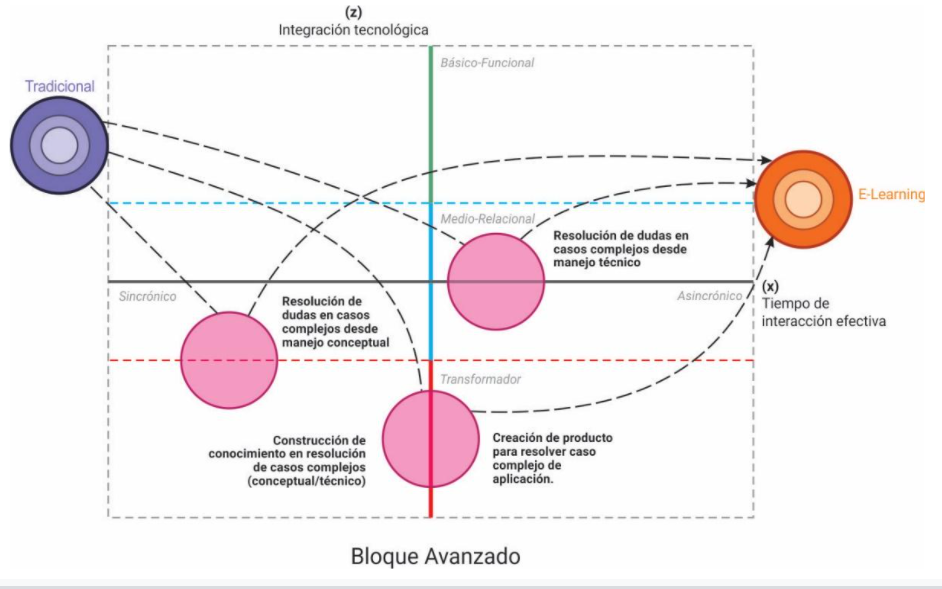 (z)
Integración tecnológica
Básico-Funcional
Tradicional
E-Learning
Medio-Relacional
Resolución de dudas en
casos complejos desde
manejo técnico
Sincrónico
Asincrónico
(x)
Tiempo de
interacción efectiva
Resolución de
dudas en casos
complejos desde
manejo conceptual
Transformador
Construcción de
conocimiento en resolución
de casos complejos
(conceptual/técnico)
Creación de producto
para resolver caso
complejo de
aplicación.
Bloque Avanzado